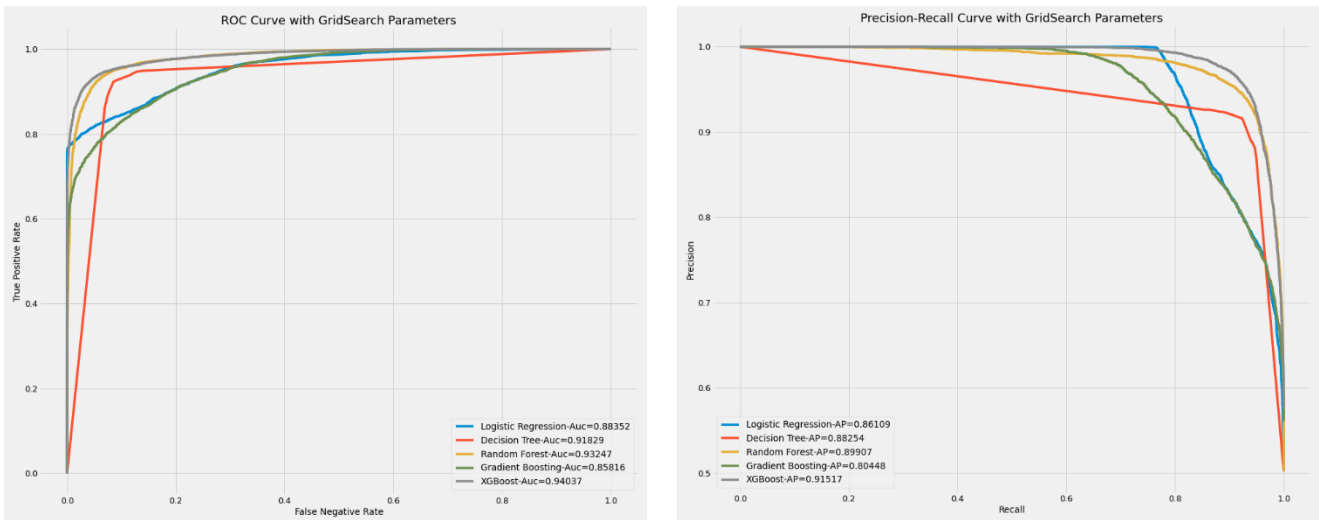 ROC Curve with GridSearch Parameters
1.0
0.8
0.6
0.4
0.2
0.0
True Positive Rate
0.0 0.2 0.4 0.6 0.8 1.0
False Negative Rate
Logistic Regression-Auc=0.88352
Decision Tree-Auc=0.91829
Random Forest-Auc=0.93247
Gradient Boosting-Auc=0.85816
XGBoost-Auc=0.94037
Precision-Recall Curve with GridSearch Parameters
1.0
0.9
0.8
0.7
0.6
0.5
Precision
0.0 0.2 0.4 0.6 0.8 1.0
Recall
Logistic Regression-AP=0.86109
Decision Tree-AP=0.88254
Random Forest-AP=0.89907
Gradient Boosting-AP=0.80448
XGBoost-AP=0.91517